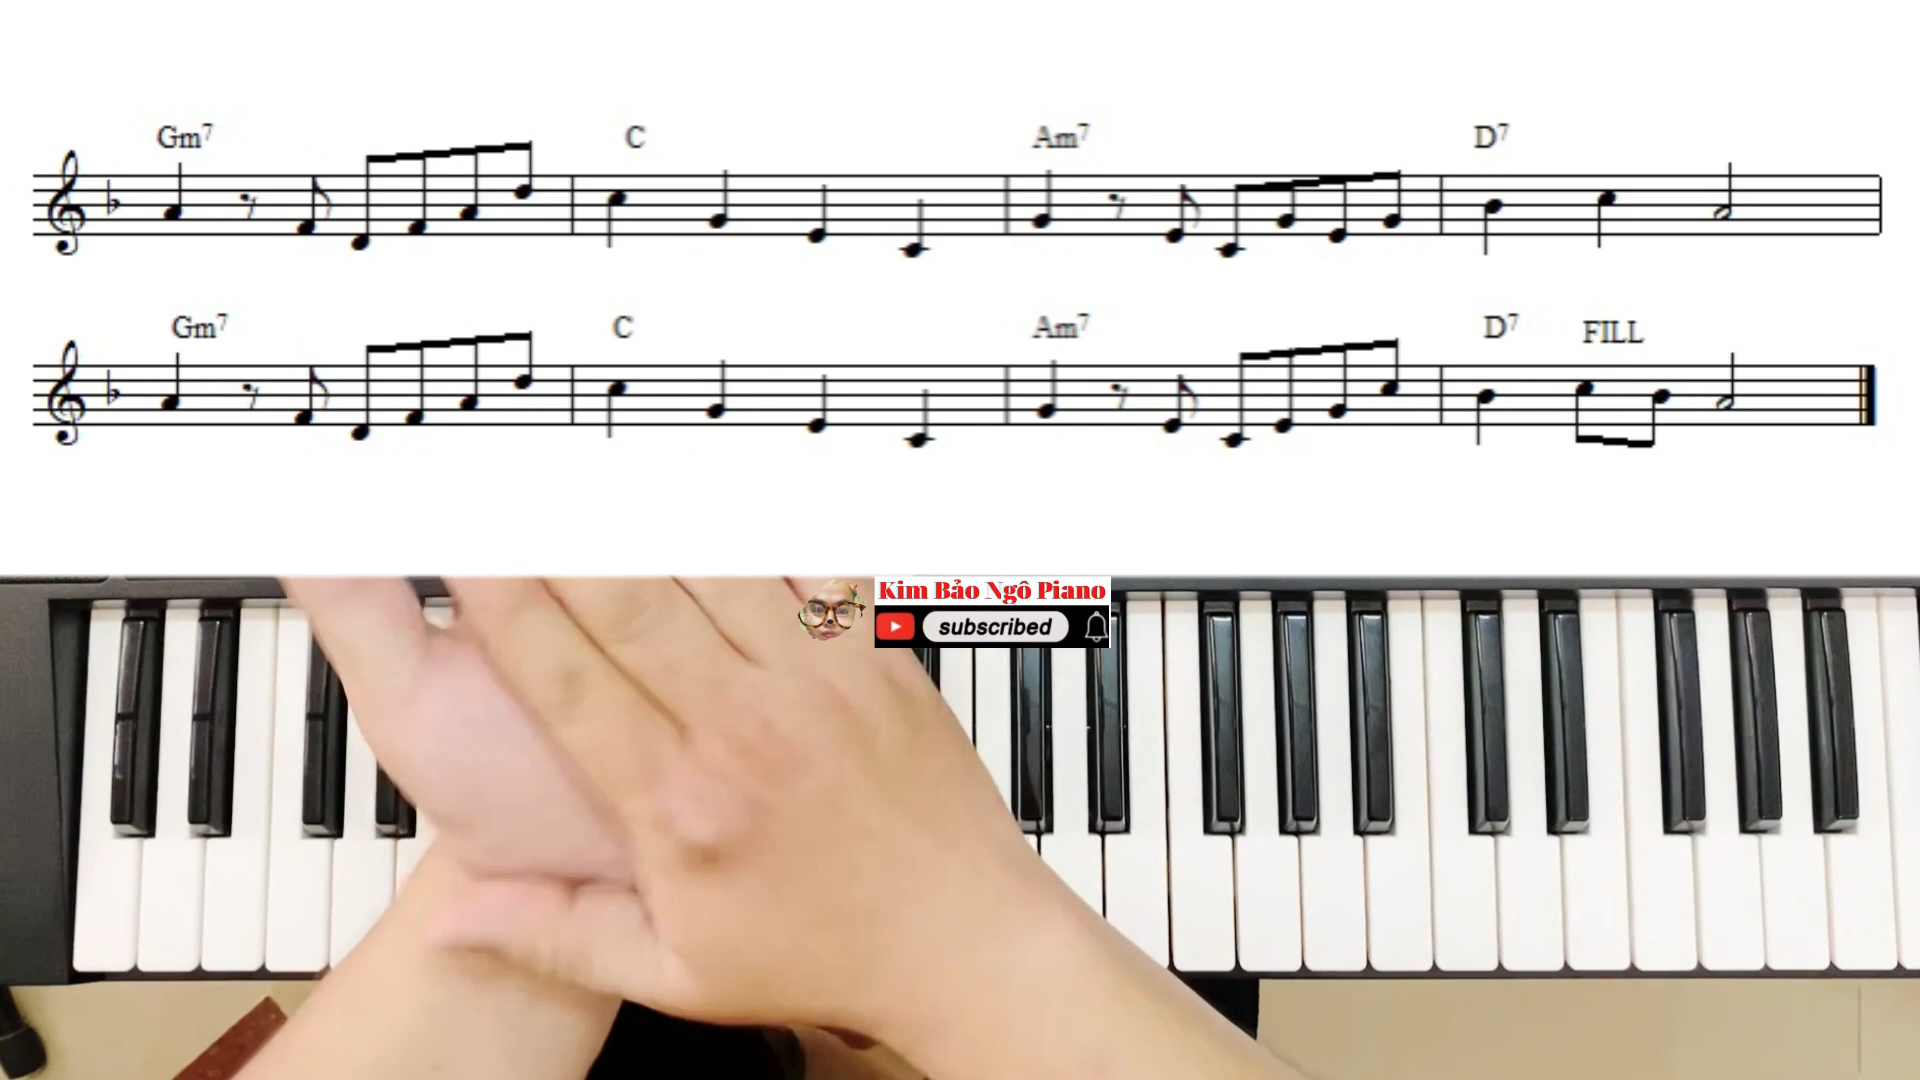 Gm7 C Am7 D7
Gm7 C Am7 D7 FILL
Kim Bảo Ngô Piano
subscribed